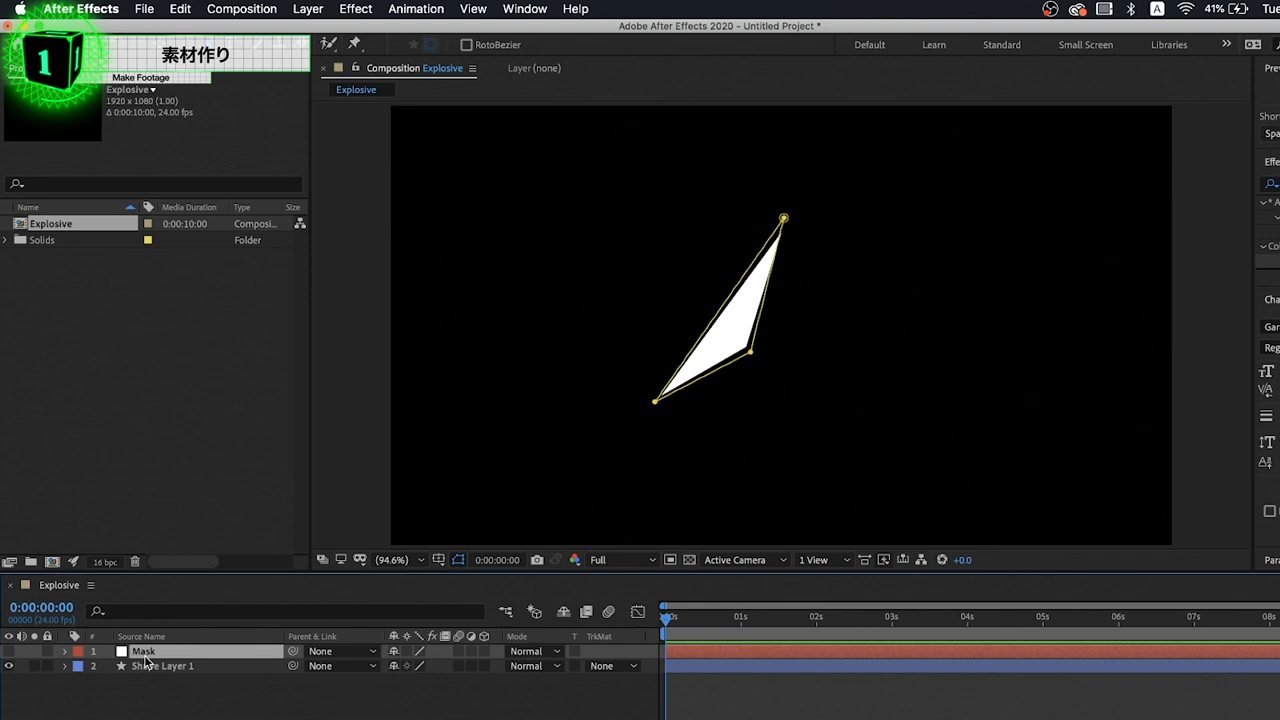 After Effects File Edit Composition Layer Effect Animation View Window Help 41%
Adobe After Effects 2020 - Untitled Project *
1 素材作り
Make Footage
RotoBezier Default Learn Standard Small Screen Libraries
Composition Explosive Layer (none)
Explosive
Explosive
1920 x 1080 (1.00)
Δ 0:00:10:00, 24.00 fps
Name Media Duration Type Size
Explosive 0:00:10:00 Composi...
Solids Folder
16 bpc
(94.6%) 0:00:00:00 Full Active Camera 1 View +0.0
Explosive
0:00:00:00
00000 (24.00 fps)
01s 02s 03s 04s 05s 06s 07s 08s
# Source Name Parent & Link Mode T TrkMat
1 Mask None Normal
2 Shape Layer 1 None Normal None